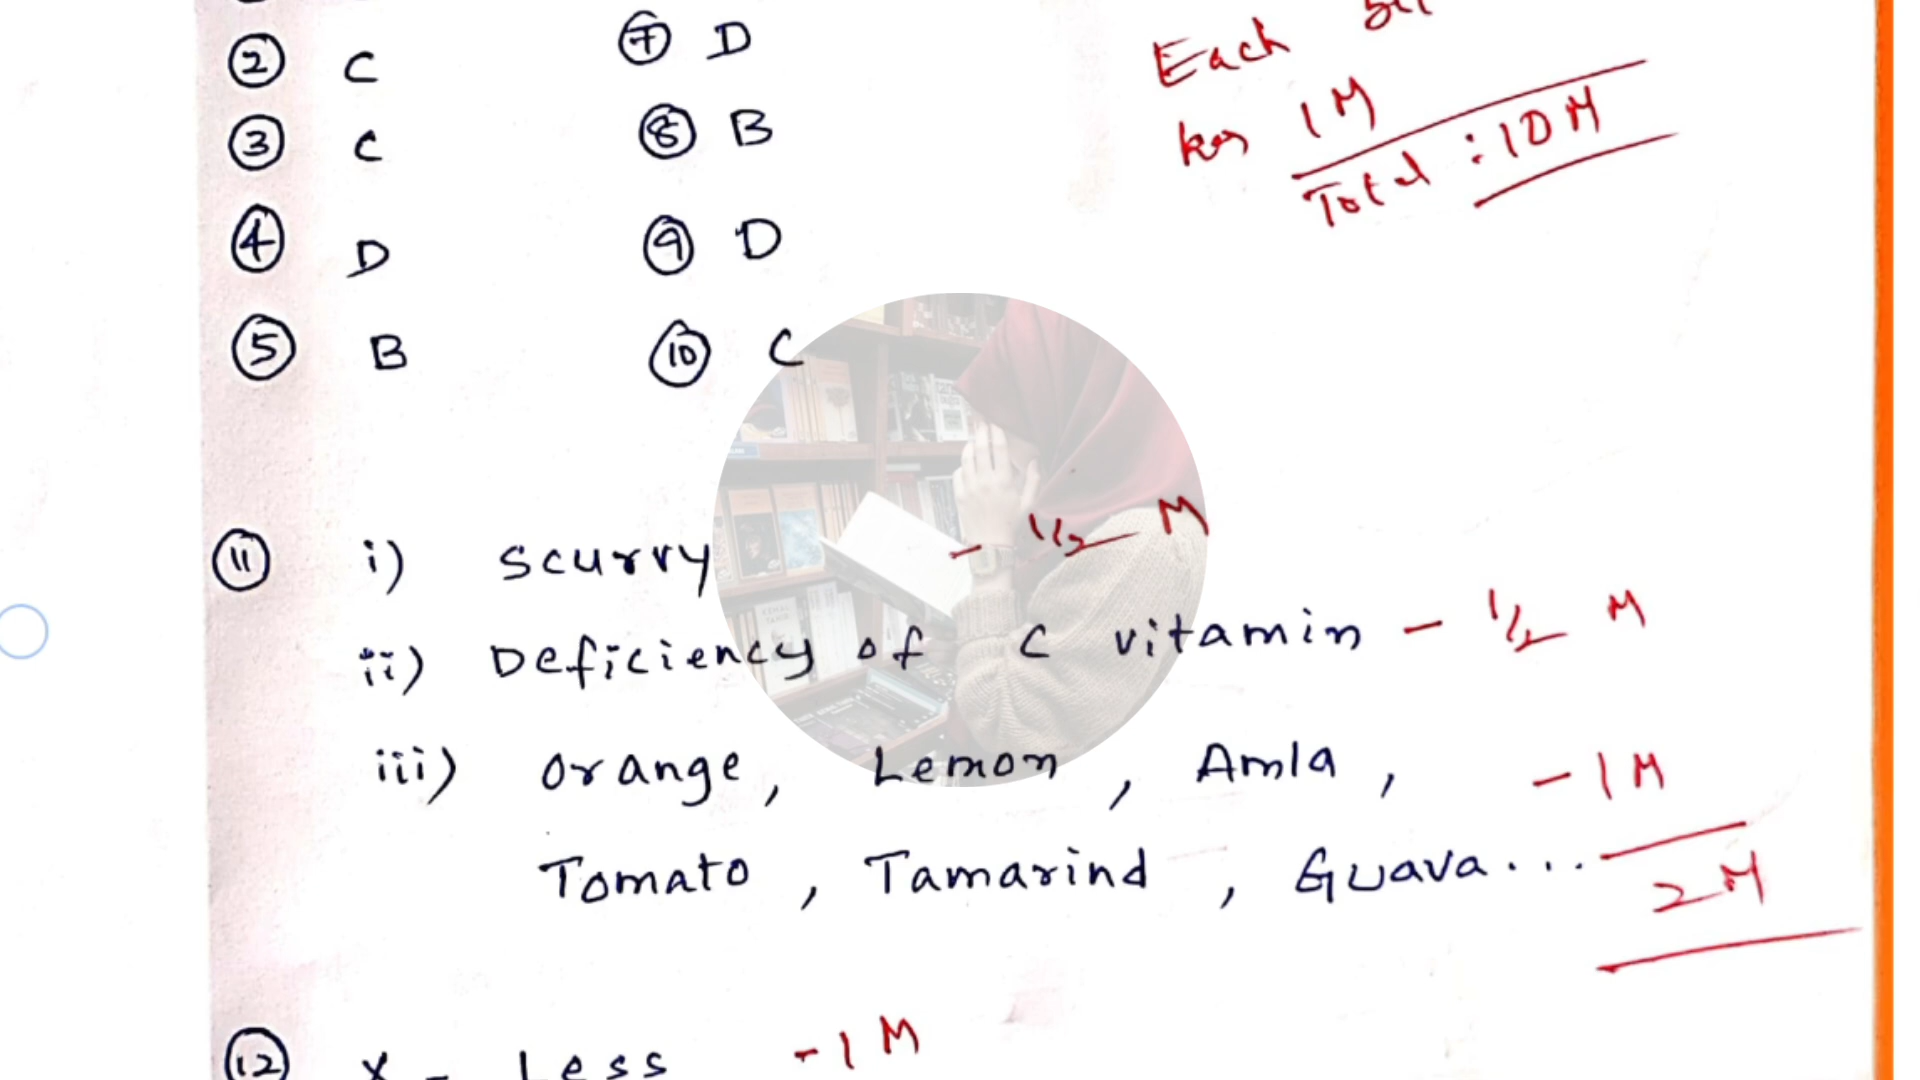 ② C
③ C
④ D
⑤ B
⑦ D
⑧ B
⑨ D
⑩ C
Each
1M
Total : 10M
⑪ i) Scurvy - 1/2 M
ii) Deficiency of C vitamin - 1/2 M
iii) Orange, Lemon, Amla, - 1M
Tomato, Tamarind, Guava...
2M
⑫ X - Less - 1M